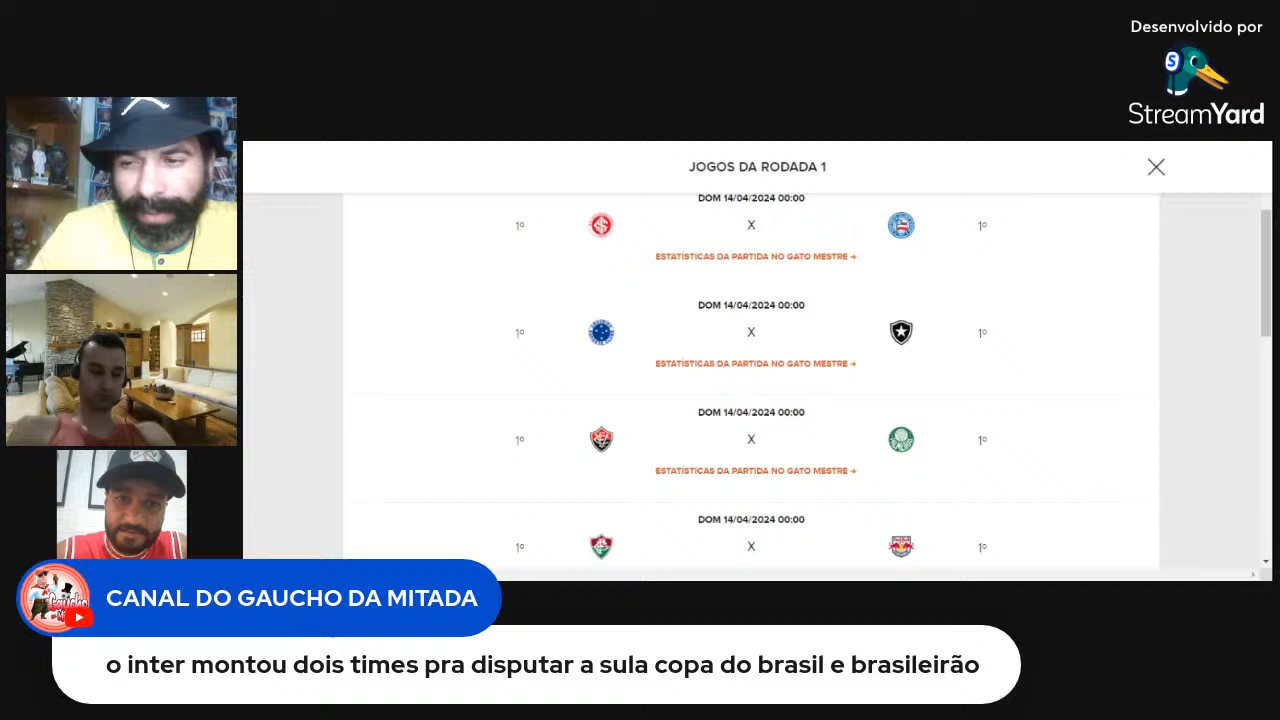 Desenvolvido por
StreamYard
JOGOS DA RODADA 1
DOM 14/04/2024 00:00
1º X 1º
ESTATÍSTICAS DA PARTIDA NO GATO MESTRE
DOM 14/04/2024 00:00
1º X 1º
ESTATÍSTICAS DA PARTIDA NO GATO MESTRE
DOM 14/04/2024 00:00
1º X 1º
ESTATÍSTICAS DA PARTIDA NO GATO MESTRE
DOM 14/04/2024 00:00
1º X 1º
CANAL DO GAUCHO DA MITADA
o inter montou dois times pra disputar a sula copa do brasil e brasileirão